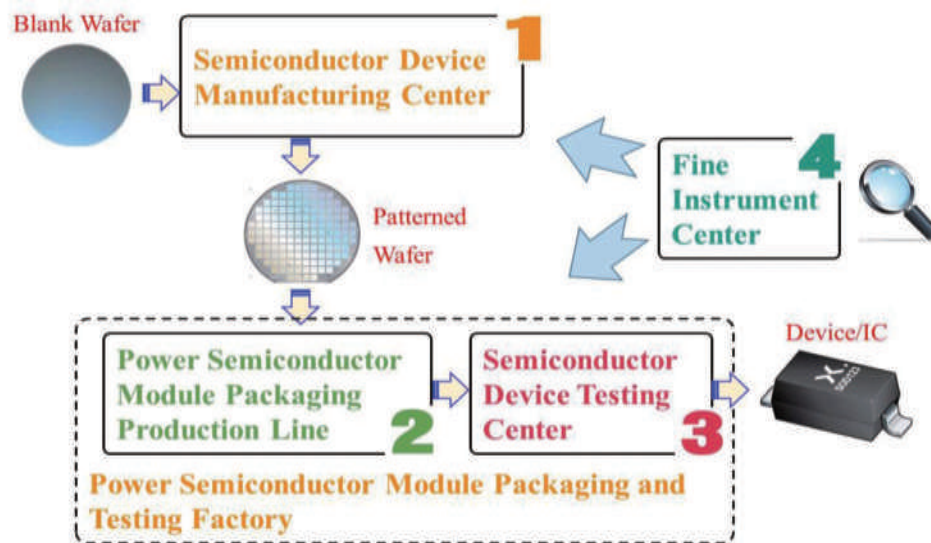 Blank Wafer
1
Semiconductor Device
Manufacturing Center
4
Fine
Instrument
Center
Patterned
Wafer
Power Semiconductor
Module Packaging
Production Line
2
Semiconductor
Device Testing
Center
3
Device/IC
SOD123
Power Semiconductor Module Packaging and
Testing Factory